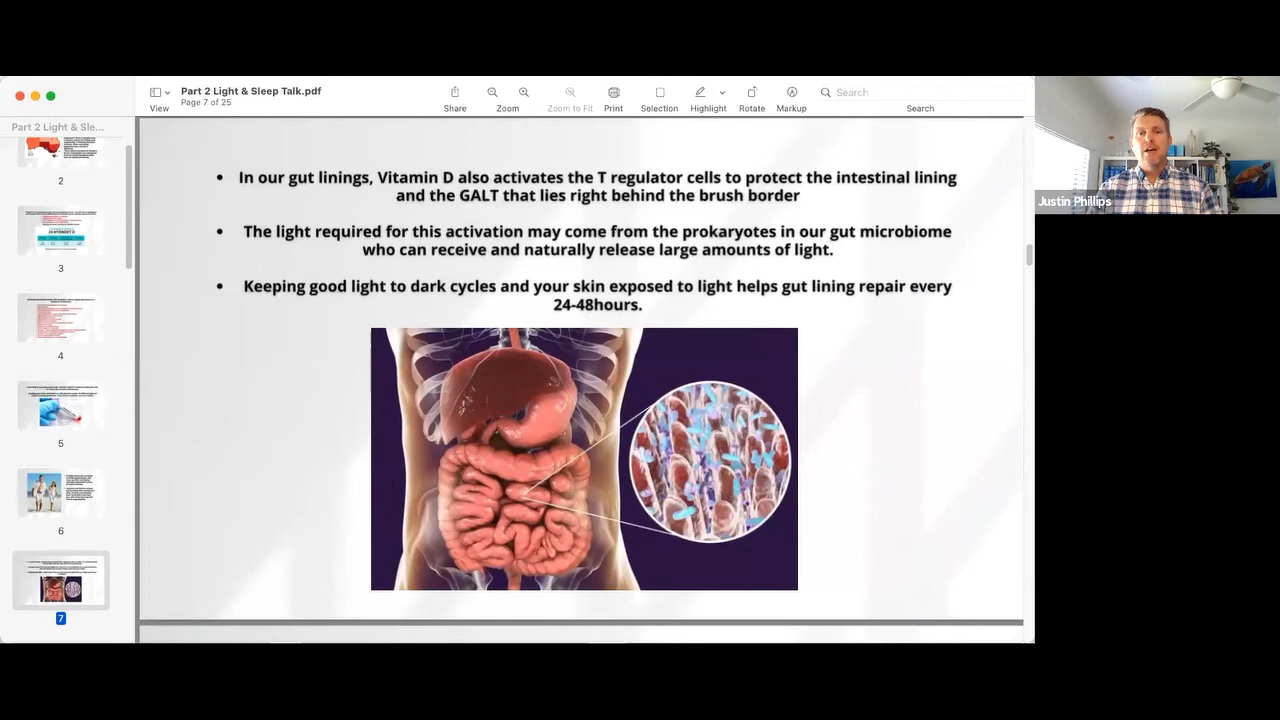 Part 2 Light & Sleep Talk.pdf
Page 7 of 25
View
Share
Zoom
Zoom to Fit
Print
Selection
Highlight
Rotate
Markup
Search
Search
Part 2 Light & Sle...
2
3
4
5
6
7
• In our gut linings, Vitamin D also activates the T regulator cells to protect the intestinal lining
and the GALT that lies right behind the brush border
• The light required for this activation may come from the prokaryotes in our gut microbiome
who can receive and naturally release large amounts of light.
• Keeping good light to dark cycles and your skin exposed to light helps gut lining repair every
24-48hours.
Justin Phillips